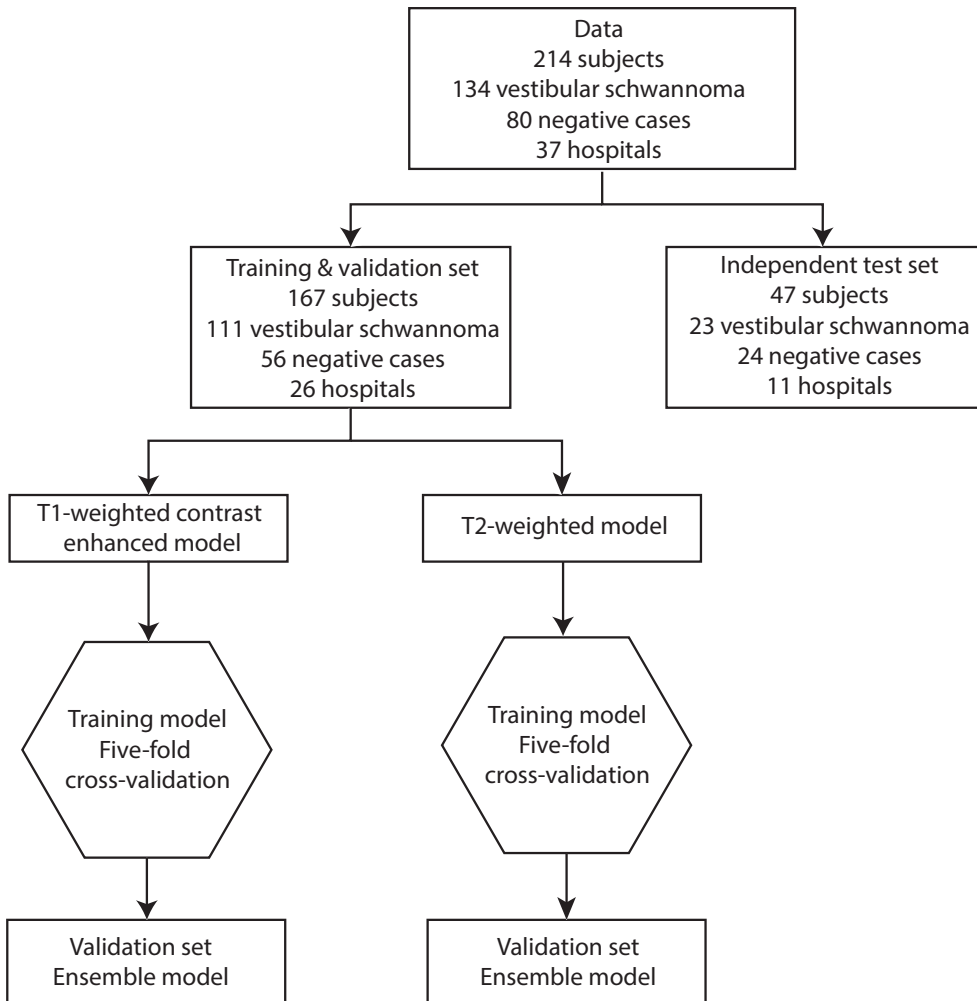 Data
214 subjects
134 vestibular schwannoma
80 negative cases
37 hospitals
Training & validation set
167 subjects
111 vestibular schwannoma
56 negative cases
26 hospitals
Independent test set
47 subjects
23 vestibular schwannoma
24 negative cases
11 hospitals
T1-weighted contrast
enhanced model
T2-weighted model
Training model
Five-fold
cross-validation
Training model
Five-fold
cross-validation
Validation set
Ensemble model
Validation set
Ensemble model